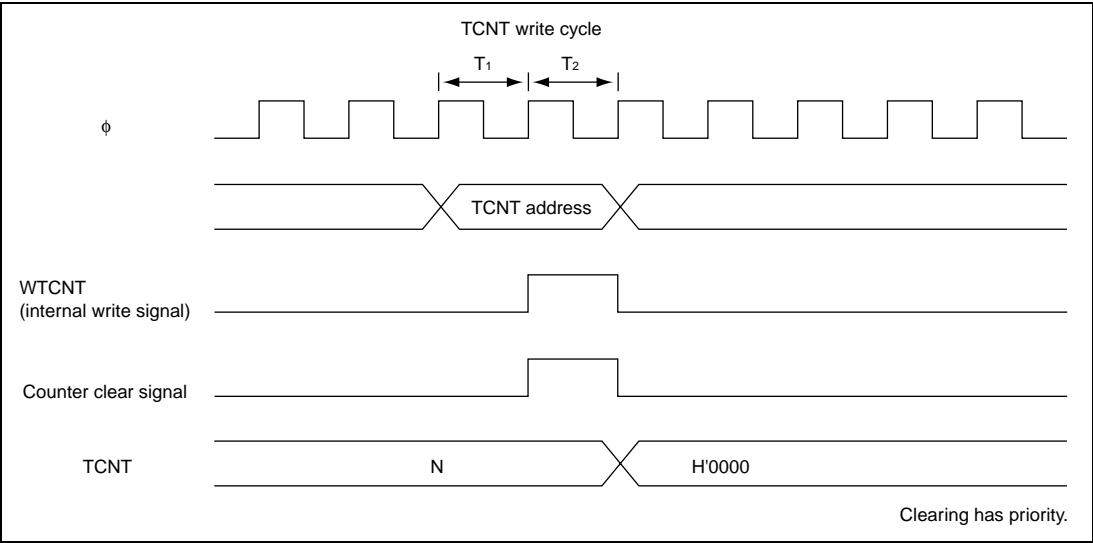 TCNT write cycle
T1 T2
ϕ
TCNT address
WTCNT
(internal write signal)
Counter clear signal
TCNT N H'0000
Clearing has priority.